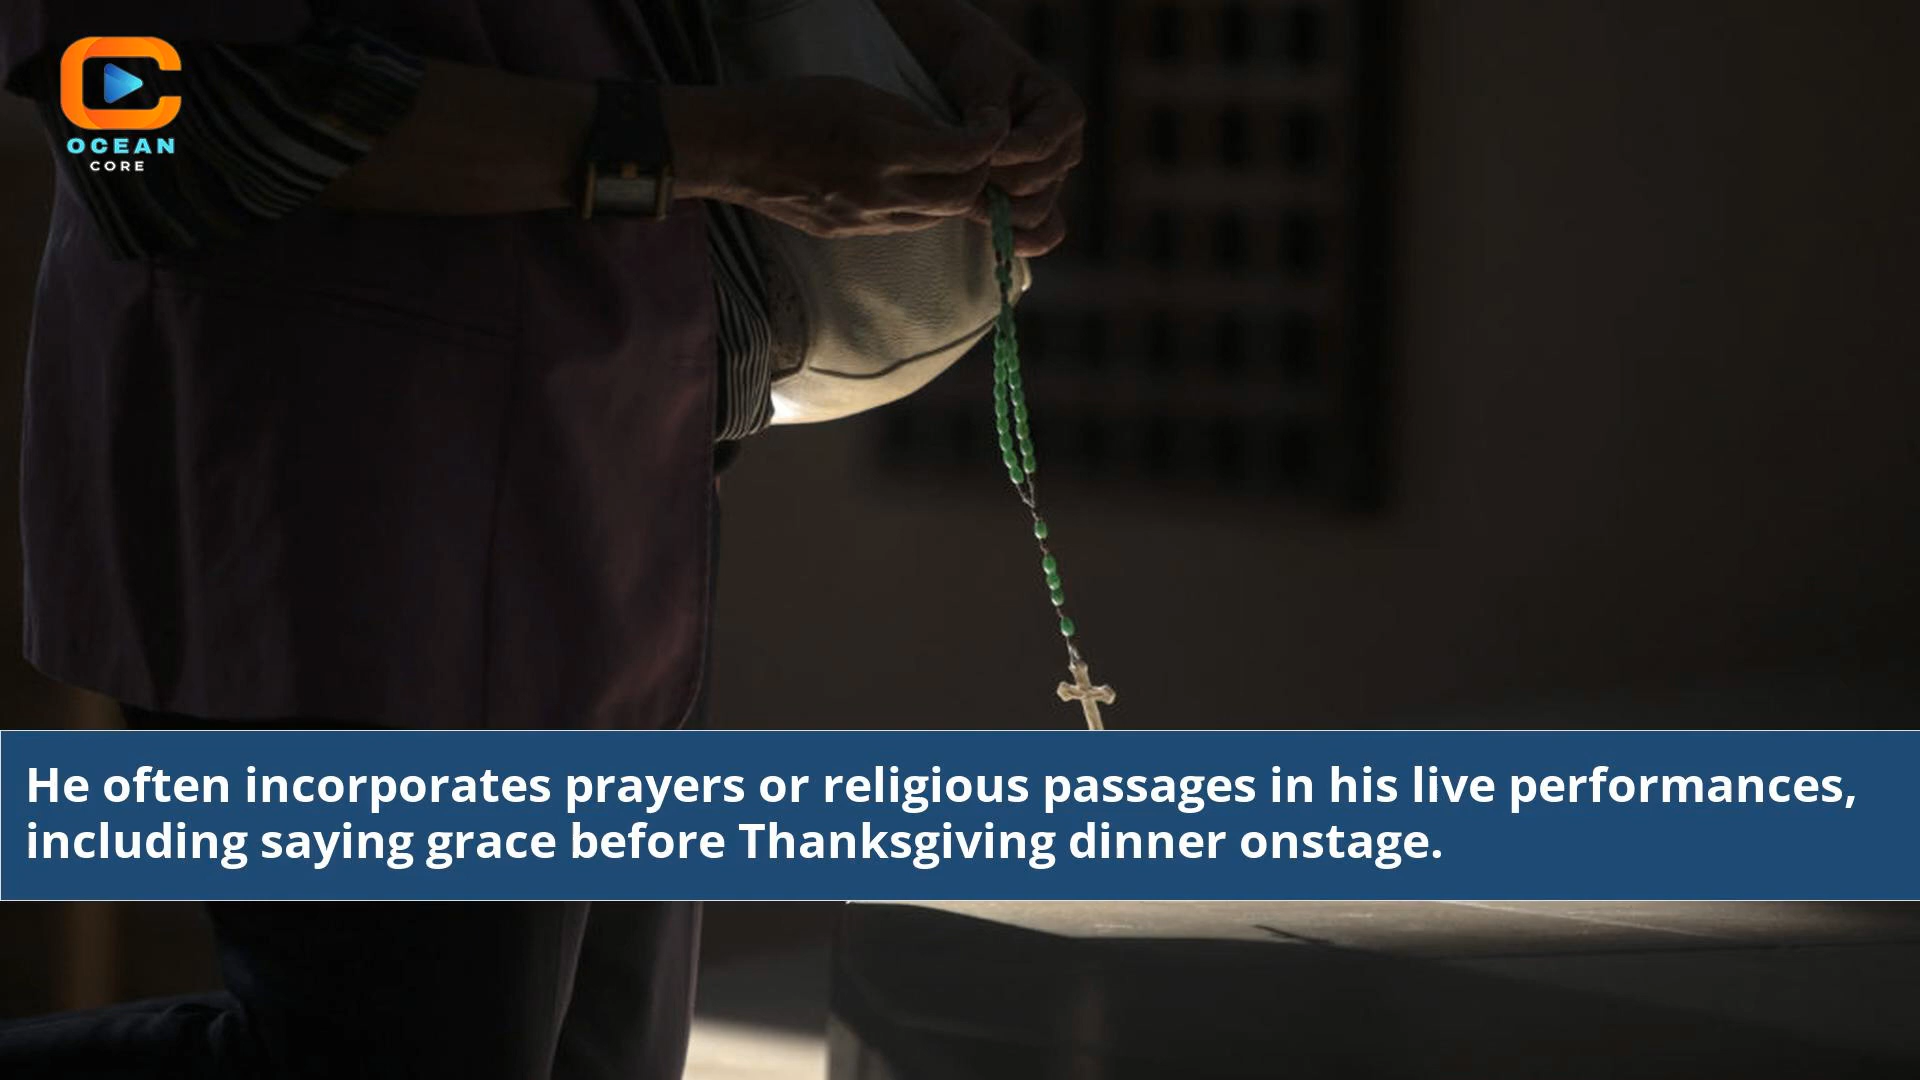 OCEAN
CORE
He often incorporates prayers or religious passages in his live performances,
including saying grace before Thanksgiving dinner onstage.